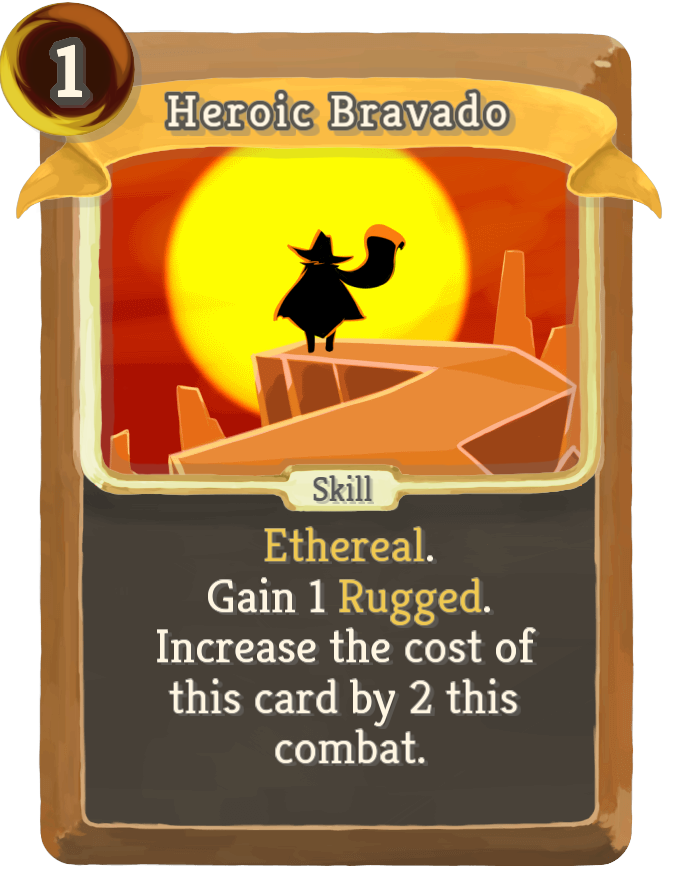 1
Heroic Bravado
Skill
Ethereal.
Gain 1 Rugged.
Increase the cost of
this card by 2 this
combat.